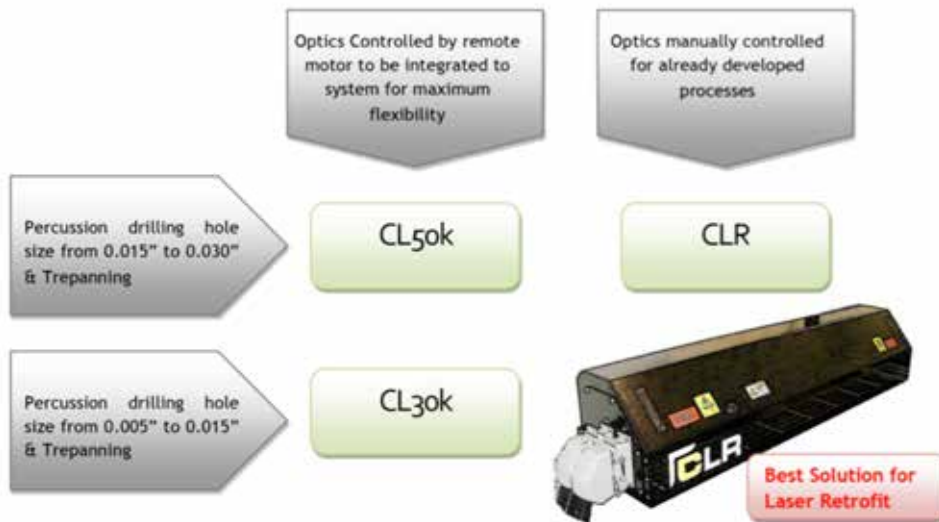 Optics Controlled by remote
motor to be integrated to
system for maximum
flexibility
Optics manually controlled
for already developed
processes
Percussion drilling hole
size from 0.015” to 0.030”
& Trepanning
CL50k
CLR
Percussion drilling hole
size from 0.005” to 0.015”
& Trepanning
CL30k
CLR
Best Solution for
Laser Retrofit